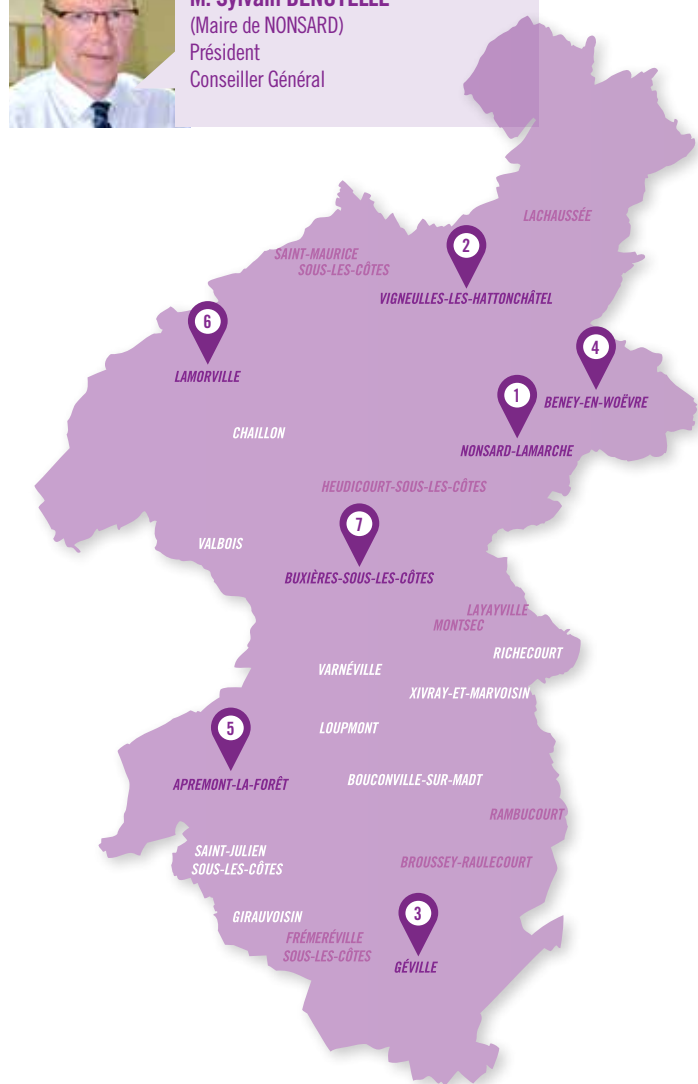 M. Sylvain DENOYELLE
(Maire de NONSARD)
Président
Conseiller Général
LACHAUSSÉE
2
SAINT-MAURICE
SOUS-LES-CÔTES
VIGNEULLES-LES-HATTONCHÂTEL
6
4
LAMORVILLE
1
BENEY-EN-WOËVRE
CHAILLON
NONSARD-LAMARCHE
HEUDICOURT-SOUS-LES-CÔTES
7
VALBOIS
BUXIÈRES-SOUS-LES-CÔTES
LAYAYVILLE
MONTSEC
RICHECOURT
VARNÉVILLE
XIVRAY-ET-MARVOISIN
5
LOUPMONT
APREMONT-LA-FORÊT
BOUCONVILLE-SUR-MADT
RAMBUCOURT
SAINT-JULIEN
SOUS-LES-CÔTES
BROUSSEY-RAULECOURT
3
GIRAUVOISIN
FRÉMERÉVILLE
SOUS-LES-CÔTES
GÉVILLE